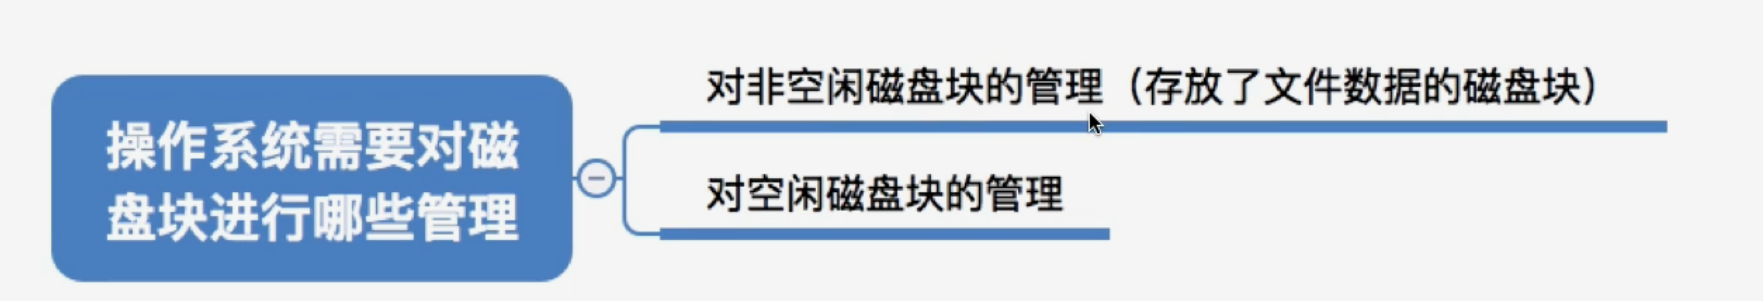 操作系统需要对磁
盘块进行哪些管理
对非空闲磁盘块的管理（存放了文件数据的磁盘块）
对空闲磁盘块的管理